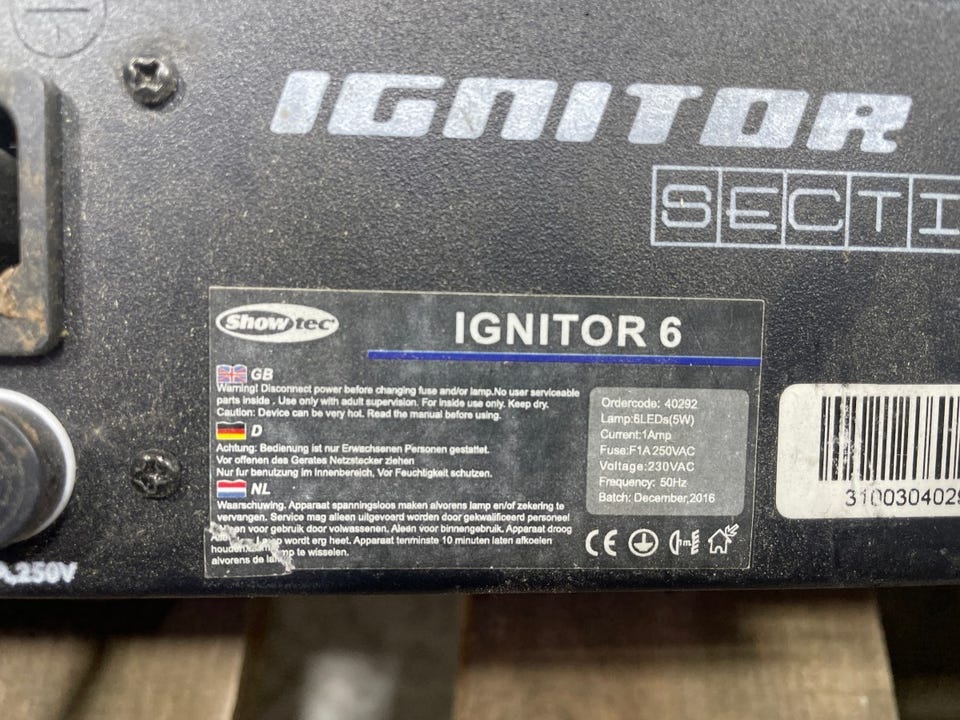 IGNITOR
SECTI
Showtec
IGNITOR 6
GB
Warning! Disconnect power before changing fuse and/or lamp.No user serviceable
parts inside . Use only with adult supervision. For inside use only. Keep dry.
Caution: Device can be very hot. Read the manual before using.
D
Achtung: Bedienung ist nur Erwachsenen Personen gestattet.
Vor offenen des Gerates Netzstecker ziehen
Nur fur benutzung im Innenbereich, Vor Feuchtigkeit schutzen.
NL
Waarschuwing. Apparaat spanningsloos maken alvorens lamp en/of zekering te
vervangen. Service mag alleen uitgevoerd worden door gekwalificeerd personeel
voor gebruik door volwassenen. Aleen voor binnengebruik. Apparaat droog
wordt erg heet. Apparaat tenminste 10 minuten laten afkoelen
te wisselen.
alvorens de
Ordercode: 40292
Lamp:6LEDs(5W)
Current:1Amp
Fuse:F1A 250VAC
Voltage:230VAC
Frequency: 50Hz
Batch: December,2016
CE
310030402
A,250V